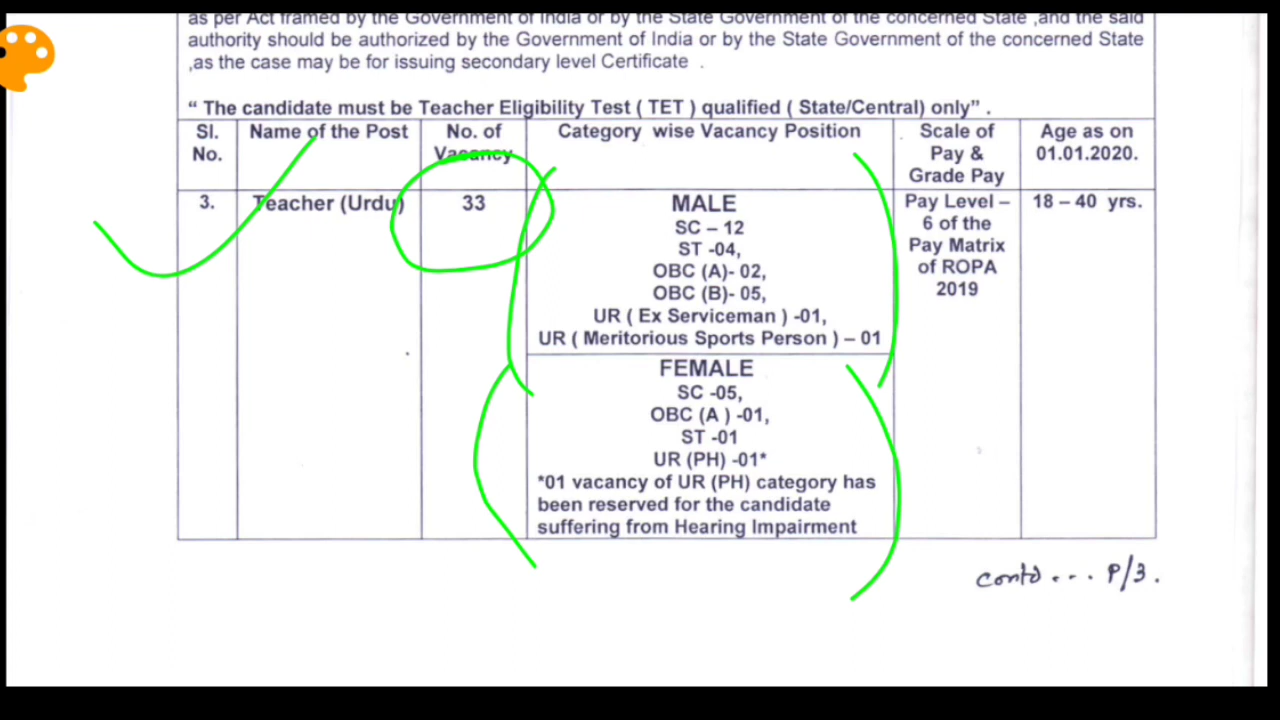 as per Act framed by the Government of India or by the State Government of the concerned State ,and the said
authority should be authorized by the Government of India or by the State Government of the concerned State
,as the case may be for issuing secondary level Certificate .
“ The candidate must be Teacher Eligibility Test ( TET ) qualified ( State/Central) only” .
Sl. No.
Name of the Post
No. of Vacancy
Category wise Vacancy Position
Scale of Pay & Grade Pay
Age as on 01.01.2020.
3.
Teacher (Urdu)
33
MALE
SC – 12
ST -04,
OBC (A)- 02,
OBC (B)- 05,
UR ( Ex Serviceman ) -01,
UR ( Meritorious Sports Person ) – 01
FEMALE
SC -05,
OBC (A ) -01,
ST -01
UR (PH) -01*
*01 vacancy of UR (PH) category has
been reserved for the candidate
suffering from Hearing Impairment
Pay Level –
6 of the
Pay Matrix
of ROPA
2019
18 – 40 yrs.
contd ... P/3.